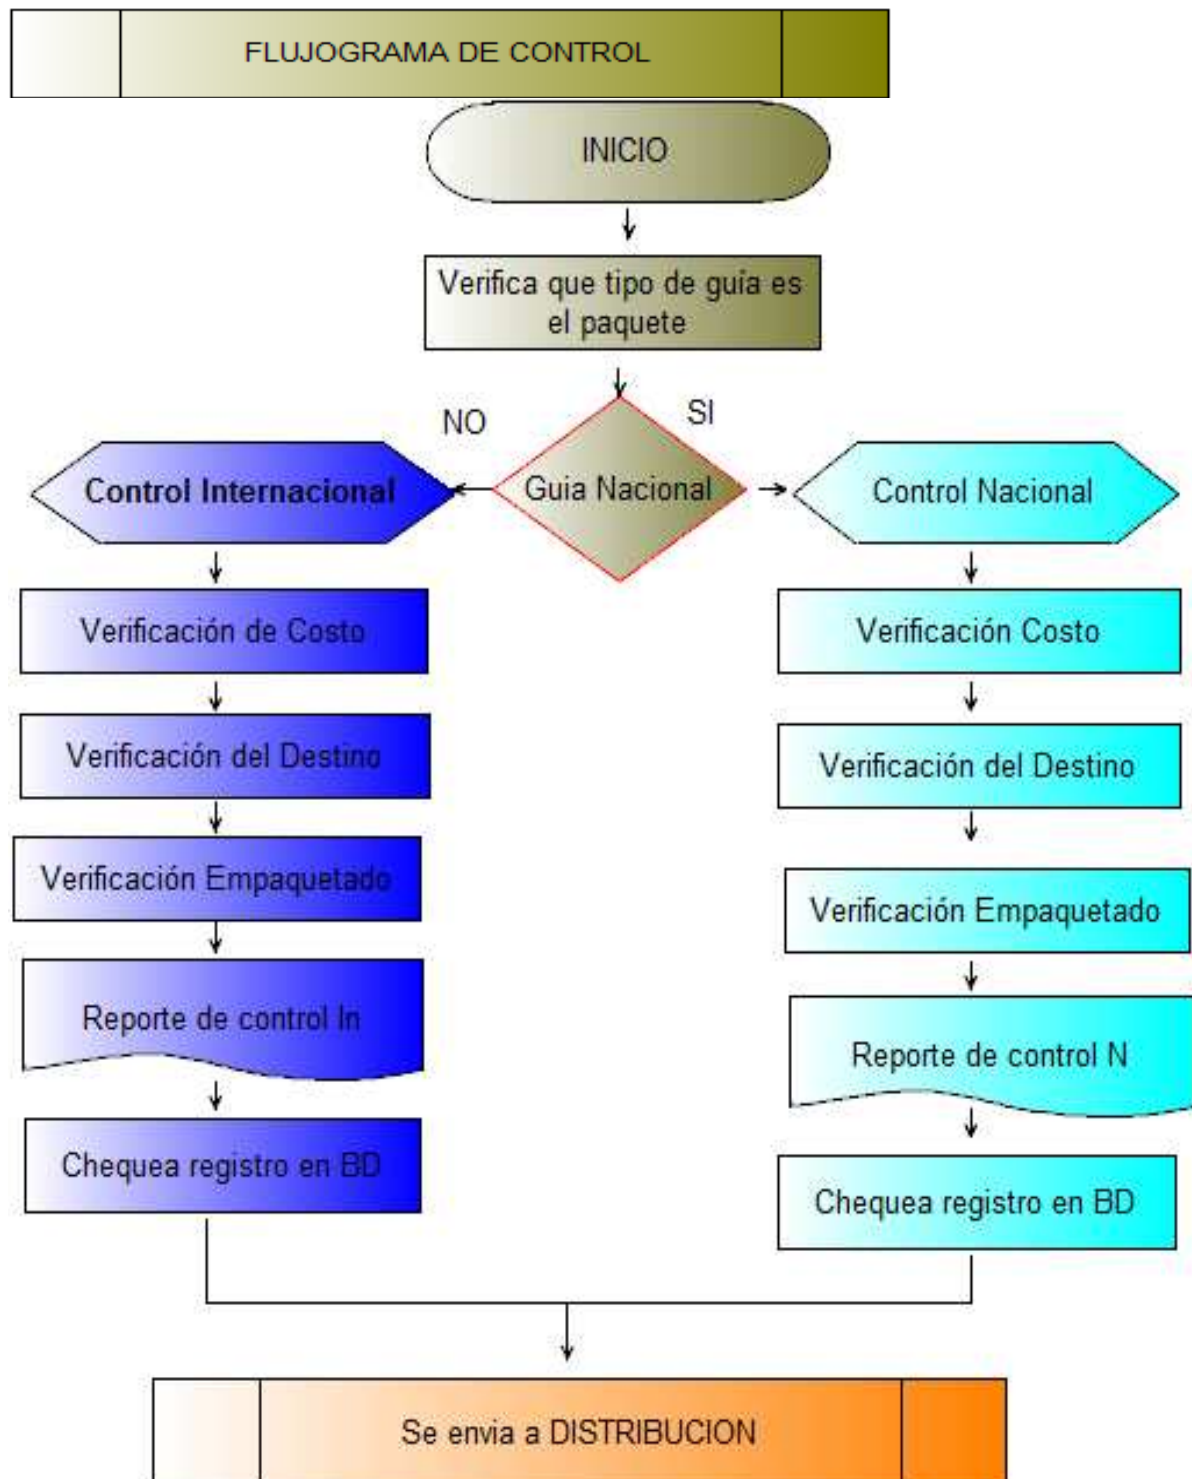 FLUJOGRAMA DE CONTROL
INICIO
Verifica que tipo de guía es
el paquete
NO
SI
Guia Nacional
Control Internacional
Verificación de Costo
Verificación del Destino
Verificación Empaquetado
Reporte de control In
Chequea registro en BD
Control Nacional
Verificación Costo
Verificación del Destino
Verificación Empaquetado
Reporte de control N
Chequea registro en BD
Se envia a DISTRIBUCION